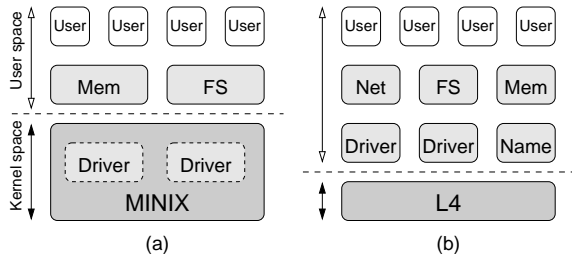 User space
User User User User
Mem FS
Kernel space
Driver Driver
MINIX
(a)
User User User User
Net FS Mem
Driver Driver Name
L4
(b)